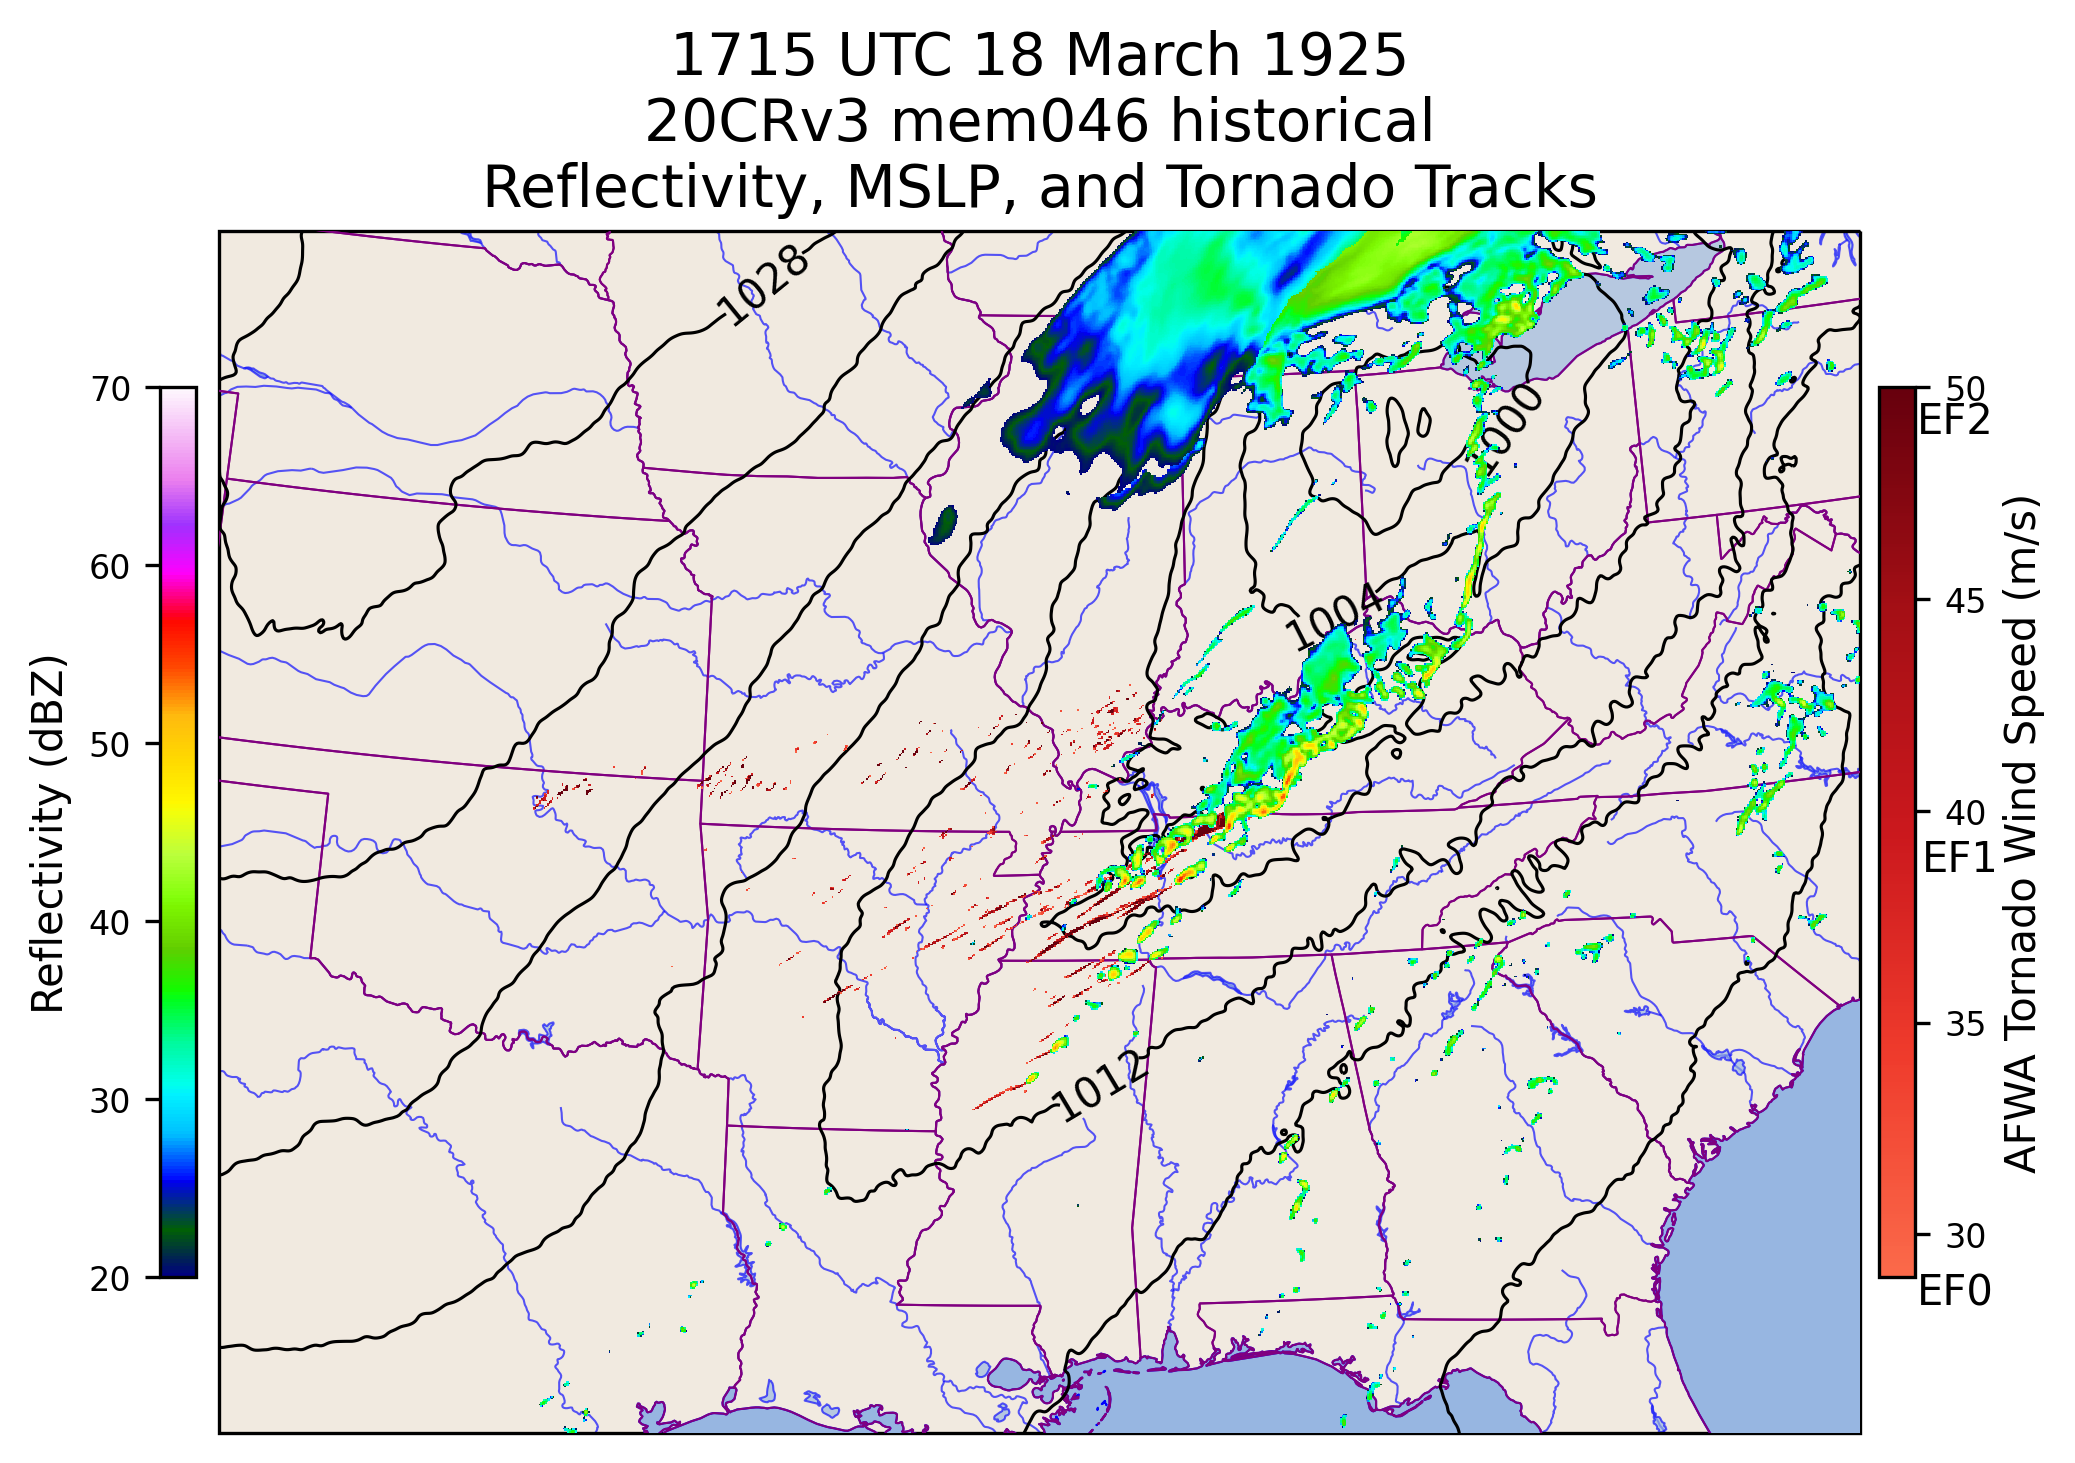 1715 UTC 18 March 1925
20CRv3 mem046 historical
Reflectivity, MSLP, and Tornado Tracks
1028
1000
1004
1012
70
60
50
40
30
20
Reflectivity (dBZ)
50
EF2
45
40
EF1
35
30
EF0
AFWA Tornado Wind Speed (m/s)